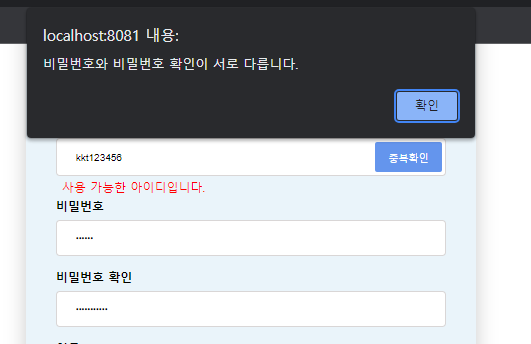 localhost:8081 내용:
비밀번호와 비밀번호 확인이 서로 다릅니다.
확인
kkt123456
중복확인
사용 가능한 아이디입니다.
비밀번호
······
비밀번호 확인
···········